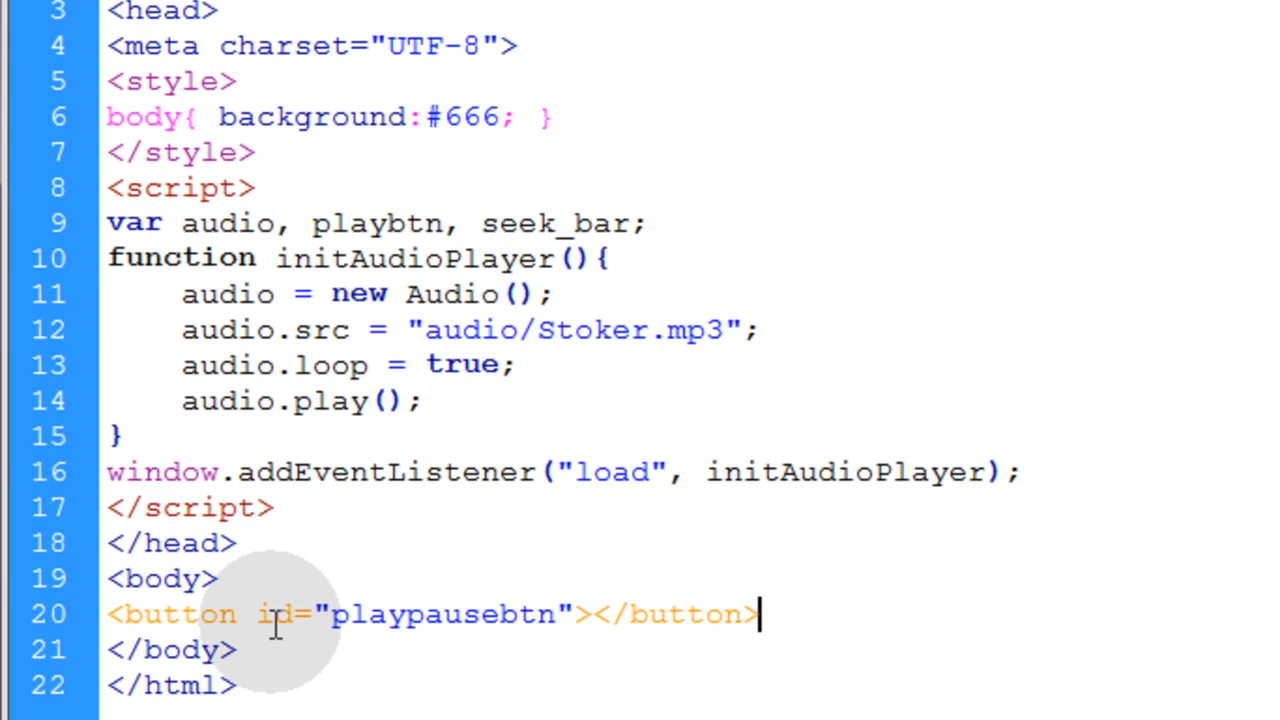 3 <head>
4 <meta charset="UTF-8">
5 <style>
6 body{ background:#666; }
7 </style>
8 <script>
9 var audio, playbtn, seek_bar;
10 function initAudioPlayer(){
11     audio = new Audio();
12     audio.src = "audio/Stoker.mp3";
13     audio.loop = true;
14     audio.play();
15 }
16 window.addEventListener("load", initAudioPlayer);
17 </script>
18 </head>
19 <body>
20 <button id="playpausebtn"></button>
21 </body>
22 </html>